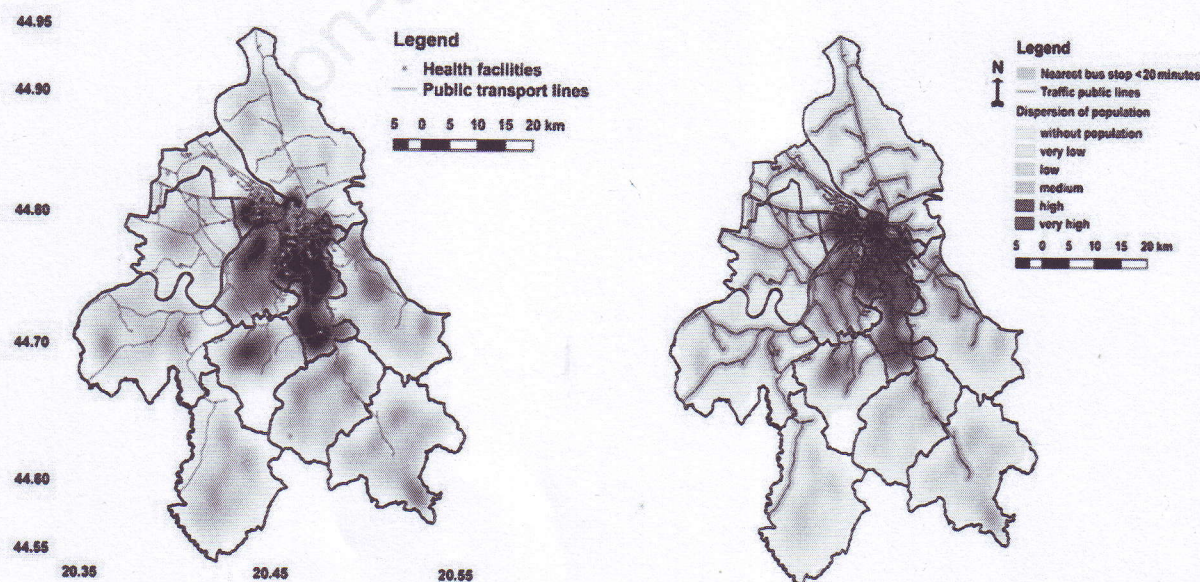 44.95
44.90
44.80
44.70
44.60
44.55
20.35
20.45
20.55
Legend
Health facilities
Public transport lines
5 0 5 10 15 20 km
N
Legend
Nearest bus stop <20 minutes
Traffic public lines
Dispersion of population
without population
very low
low
medium
high
very high
5 0 5 10 15 20 km